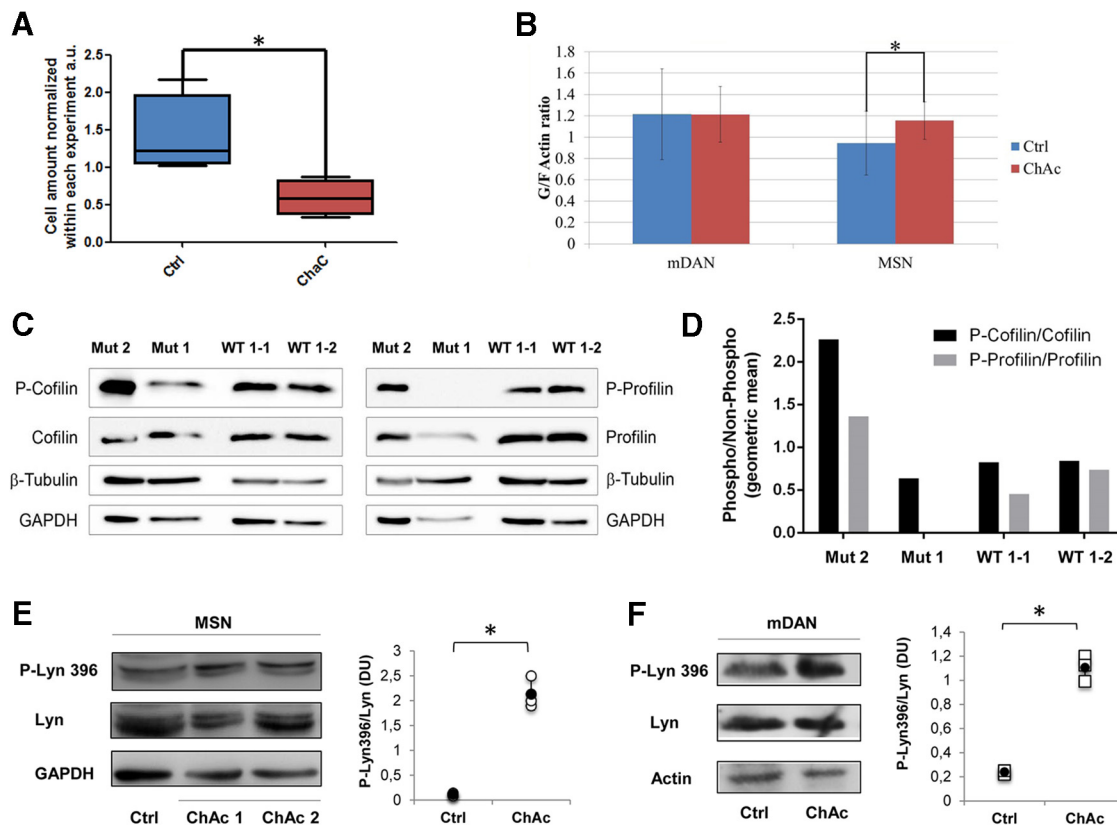 A
*
Cell amount normalized
within each experiment a.u.
2.5
2.0
1.5
1.0
0.5
0.0
Ctrl
ChaC
B
*
G/F Actin ratio
1.8
1.6
1.4
1.2
1
0.8
0.6
0.4
0.2
0
mDAN
MSN
Ctrl
ChAc
C
Mut 2 Mut 1 WT 1-1 WT 1-2
Mut 2 Mut 1 WT 1-1 WT 1-2
P-Cofilin
P-Profilin
Cofilin
Profilin
β-Tubulin
β-Tubulin
GAPDH
GAPDH
D
Phospho/Non-Phospho
(geometric mean)
2.5
2.0
1.5
1.0
0.5
0.0
P-Cofilin/Cofilin
P-Profilin/Profilin
Mut 2 Mut 1 WT 1-1 WT 1-2
E
MSN
P-Lyn 396
Lyn
GAPDH
Ctrl ChAc 1 ChAc 2
*
P-Lyn396/Lyn (DU)
3
2,5
2
1,5
1
0,5
0
Ctrl ChAc
F
mDAN
P-Lyn 396
Lyn
Actin
Ctrl ChAc
*
P-Lyn396/Lyn (DU)
1,4
1,2
1,0
0,8
0,6
0,4
0,2
0
Ctrl ChAc